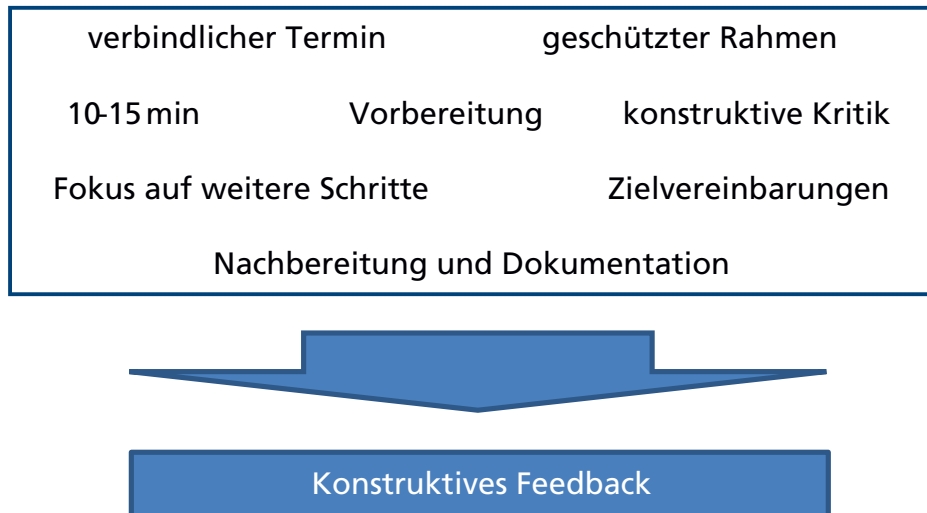 verbindlicher Termin geschützter Rahmen
10-15 min Vorbereitung konstruktive Kritik
Fokus auf weitere Schritte Zielvereinbarungen
Nachbereitung und Dokumentation
Konstruktives Feedback